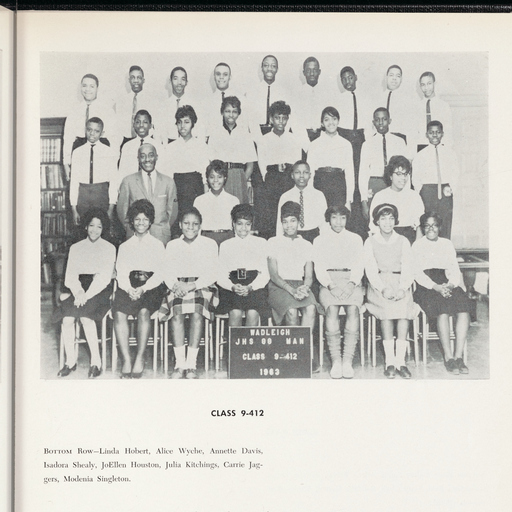 WADLEIGH
JHS 88 MAN
CLASS 9-412
1963
CLASS 9-412
BOTTOM ROW—Linda Hobert, Alice Wyche, Annette Davis,
Isadora Shealy, JoEllen Houston, Julia Kitchings, Carrie Jag-
gers, Modenia Singleton.